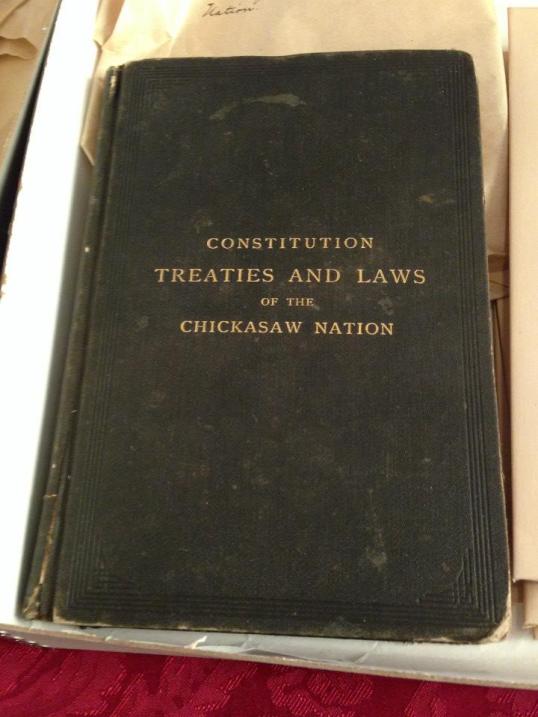 Nation.
CONSTITUTION
TREATIES AND LAWS
OF THE
CHICKASAW NATION